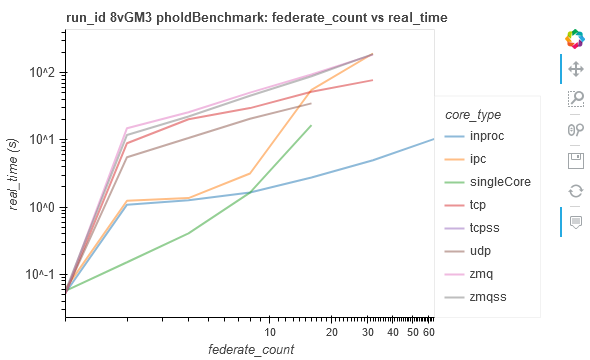 run_id 8vGM3 pholdBenchmark: federate_count vs real_time
real_time (s)
10^2
10^1
10^0
10^-1
10
20
30
40
50
60
federate_count
core_type
inproc
ipc
singleCore
tcp
tcpss
udp
zmq
zmqss